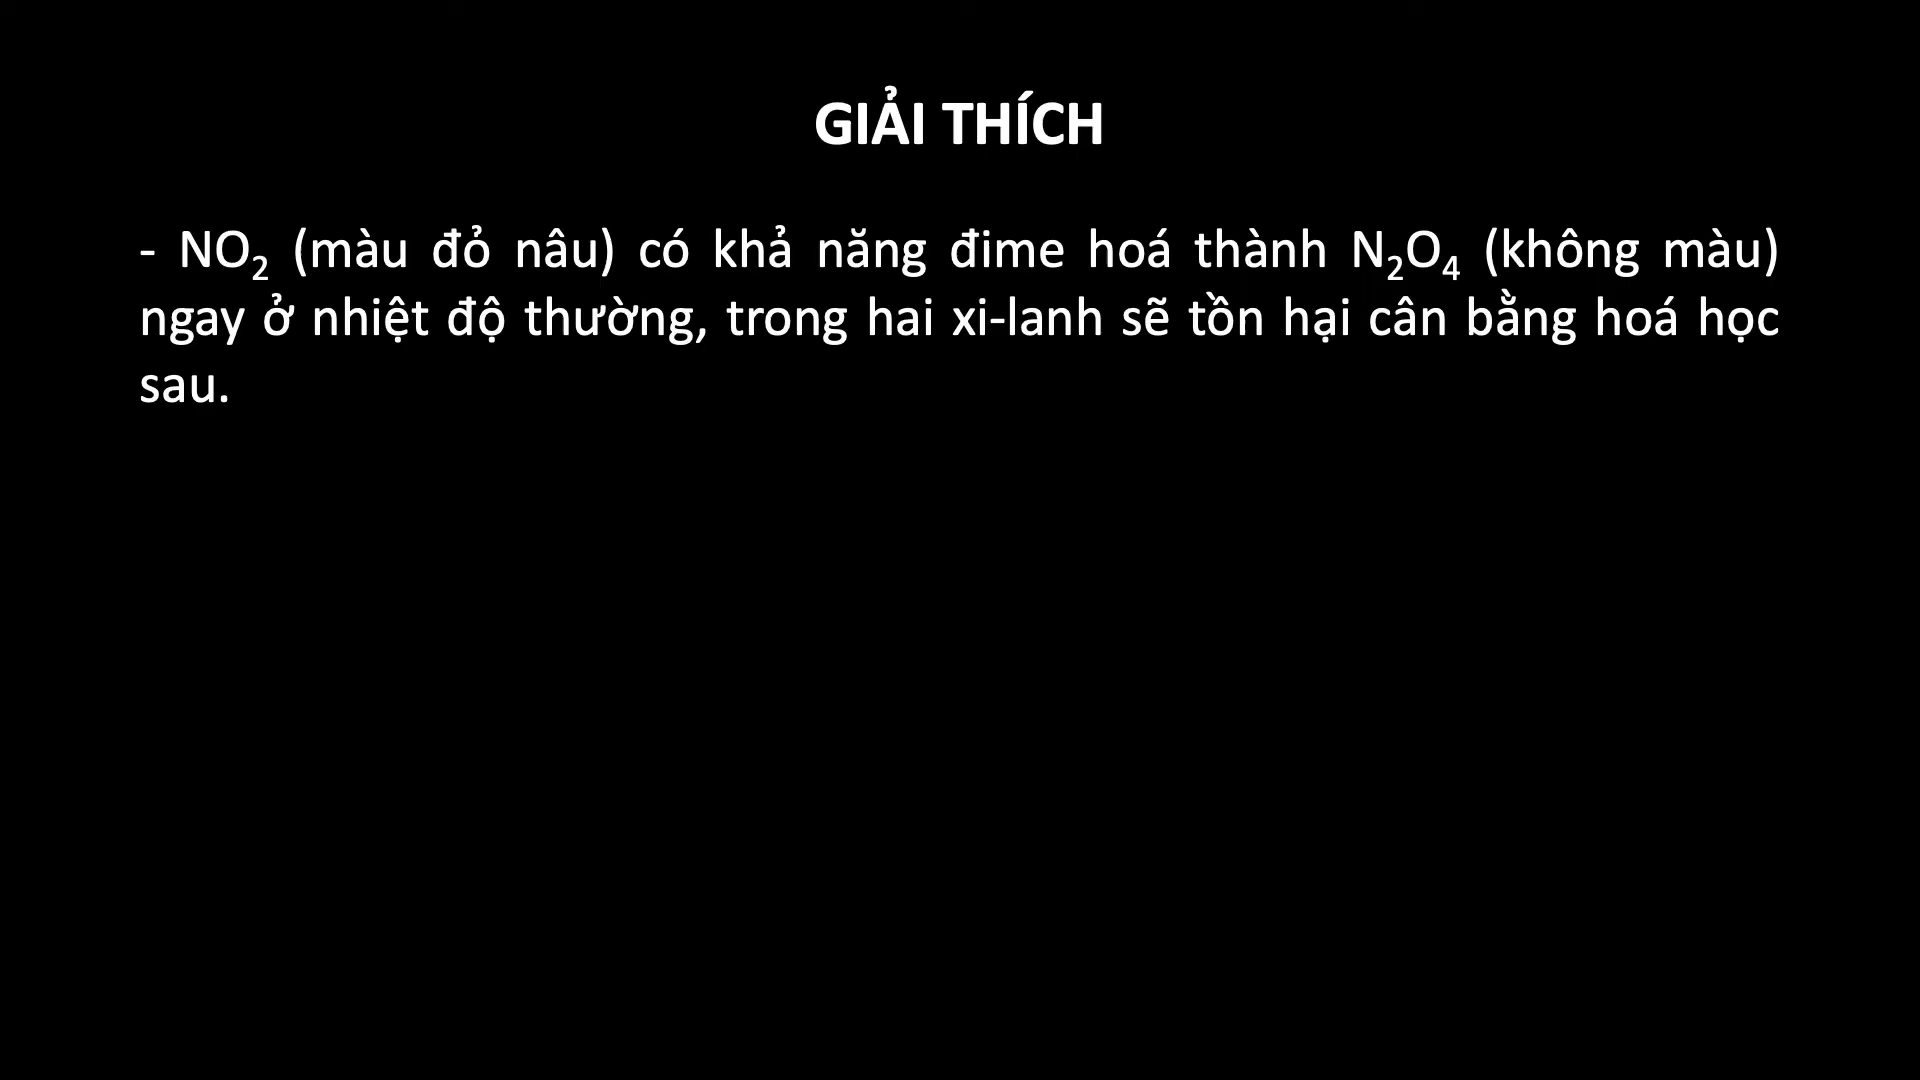 GIẢI THÍCH
- NO₂ (màu đỏ nâu) có khả năng đime hoá thành N₂O₄ (không màu)
ngay ở nhiệt độ thường, trong hai xi-lanh sẽ tồn hại cân bằng hoá học
sau.